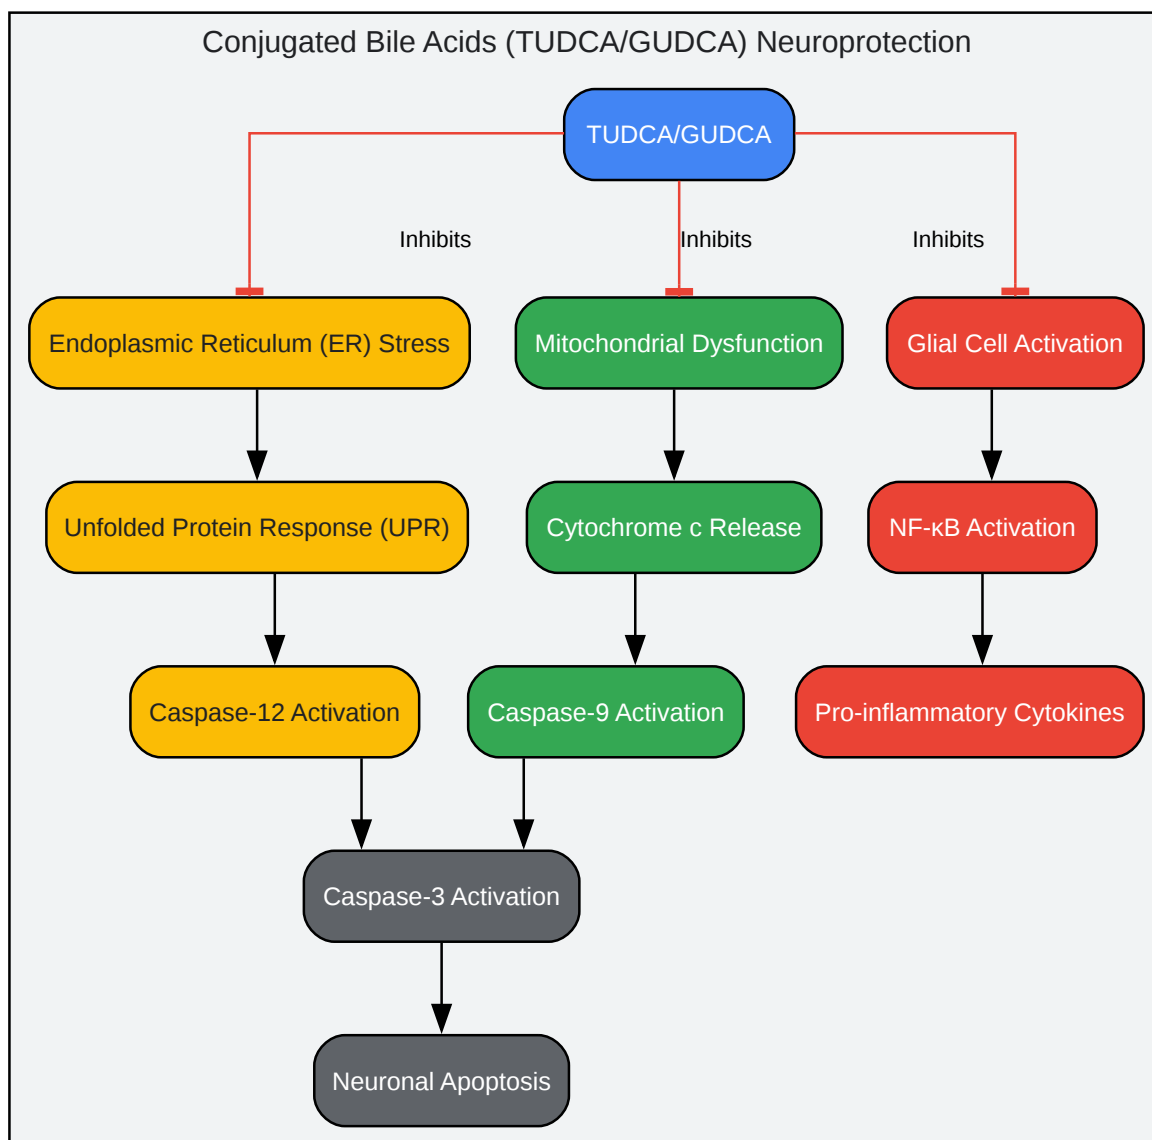 Conjugated Bile Acids (TUDCA/GUDCA) Neuroprotection
TUDCA/GUDCA
Inhibits
Inhibits
Inhibits
Endoplasmic Reticulum (ER) Stress
Mitochondrial Dysfunction
Glial Cell Activation
Unfolded Protein Response (UPR)
Cytochrome c Release
NF-κB Activation
Caspase-12 Activation
Caspase-9 Activation
Pro-inflammatory Cytokines
Caspase-3 Activation
Neuronal Apoptosis